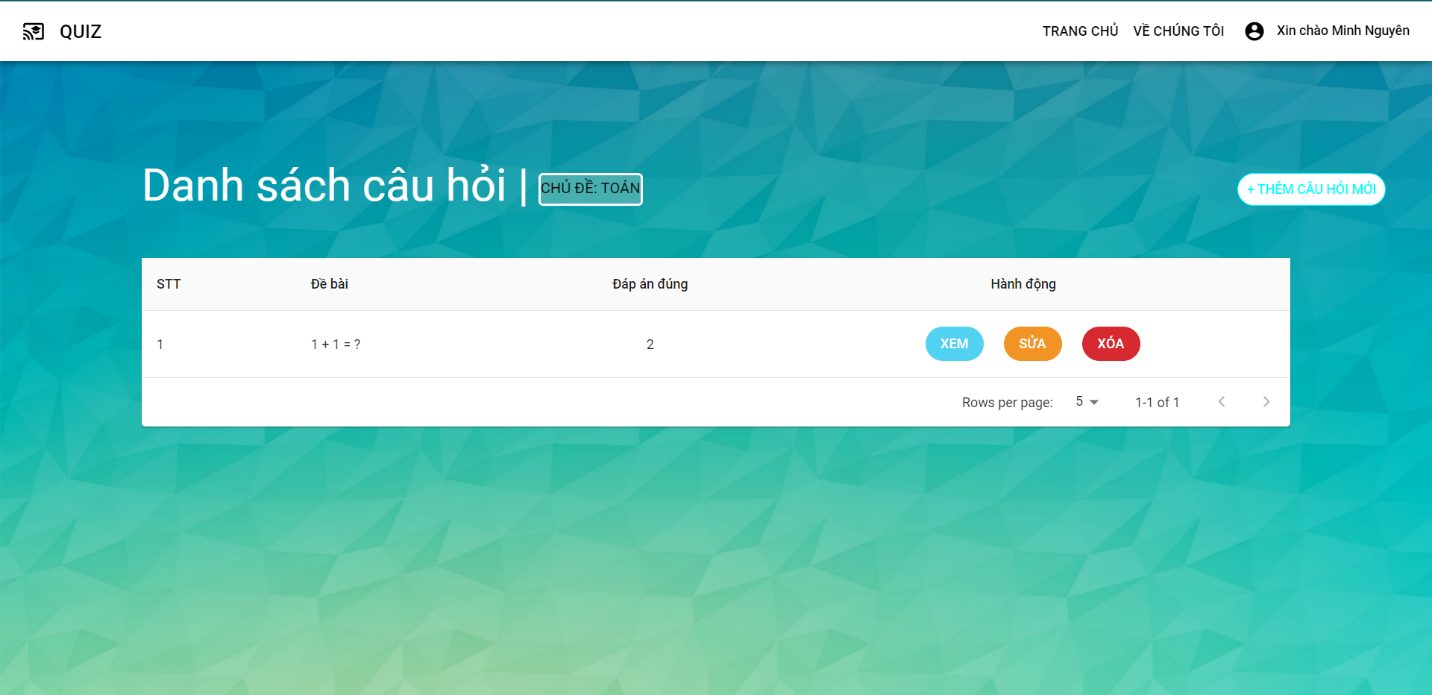 QUIZ TRANG CHỦ VỀ CHÚNG TÔI Xin chào Minh Nguyên
Danh sách câu hỏi | CHỦ ĐỀ: TOÁN + THÊM CÂU HỎI MỚI
STT Đề bài Đáp án đúng Hành động
1 1 + 1 = ? 2 XEM SỬA XÓA
Rows per page: 5 1-1 of 1